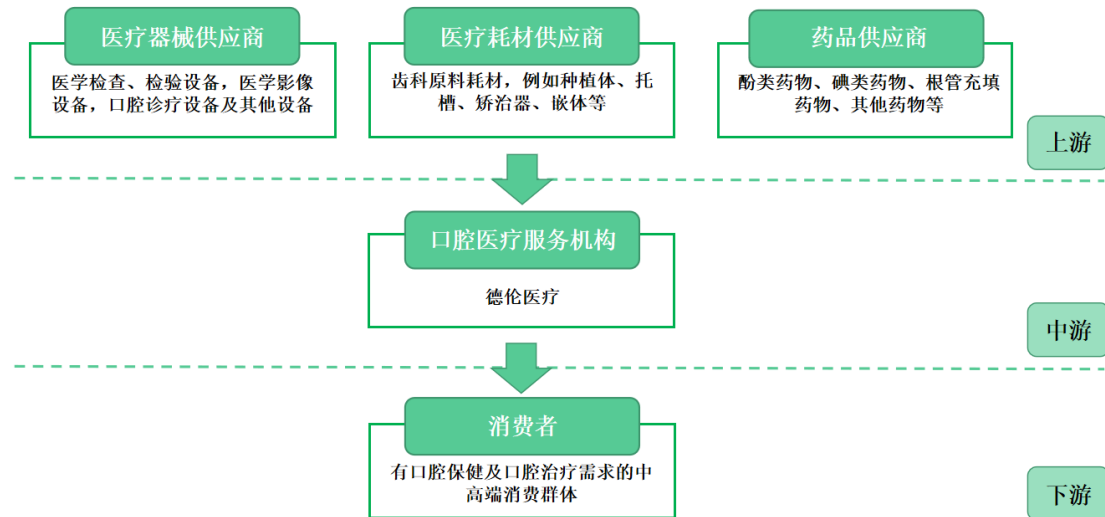 医疗器械供应商
医学检查、检验设备，医学影像
设备，口腔诊疗设备及其他设备
医疗耗材供应商
齿科原料耗材，例如种植体、托
槽、矫治器、嵌体等
药品供应商
酚类药物、碘类药物、根管充填
药物、其他药物等
上游
口腔医疗服务机构
德伦医疗
中游
消费者
有口腔保健及口腔治疗需求的中
高端消费群体
下游